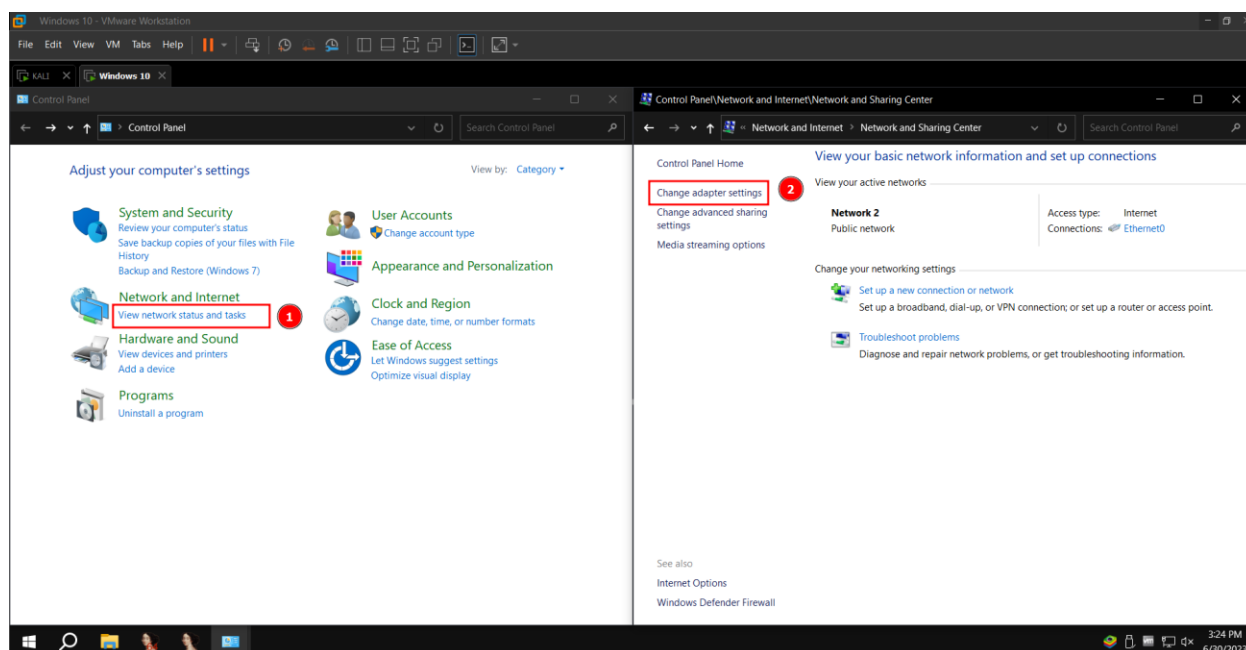 Windows 10 - VMware Workstation
File Edit View VM Tabs Help
KALI
Windows 10
Control Panel
Control Panel
Search Control Panel
Adjust your computer's settings
View by: Category
System and Security
Review your computer's status
Save backup copies of your files with File
History
Backup and Restore (Windows 7)
Network and Internet
View network status and tasks
1
Hardware and Sound
View devices and printers
Add a device
Programs
Uninstall a program
User Accounts
Change account type
Appearance and Personalization
Clock and Region
Change date, time, or number formats
Ease of Access
Let Windows suggest settings
Optimize visual display
Control Panel\Network and Internet\Network and Sharing Center
« Network and Internet > Network and Sharing Center
Search Control Panel
Control Panel Home
Change adapter settings
2
Change advanced sharing
settings
Media streaming options
View your basic network information and set up connections
View your active networks
Network 2
Public network
Access type: Internet
Connections: Ethernet0
Change your networking settings
Set up a new connection or network
Set up a broadband, dial-up, or VPN connection; or set up a router or access point.
Troubleshoot problems
Diagnose and repair network problems, or get troubleshooting information.
See also
Internet Options
Windows Defender Firewall
3:24 PM
6/30/2023